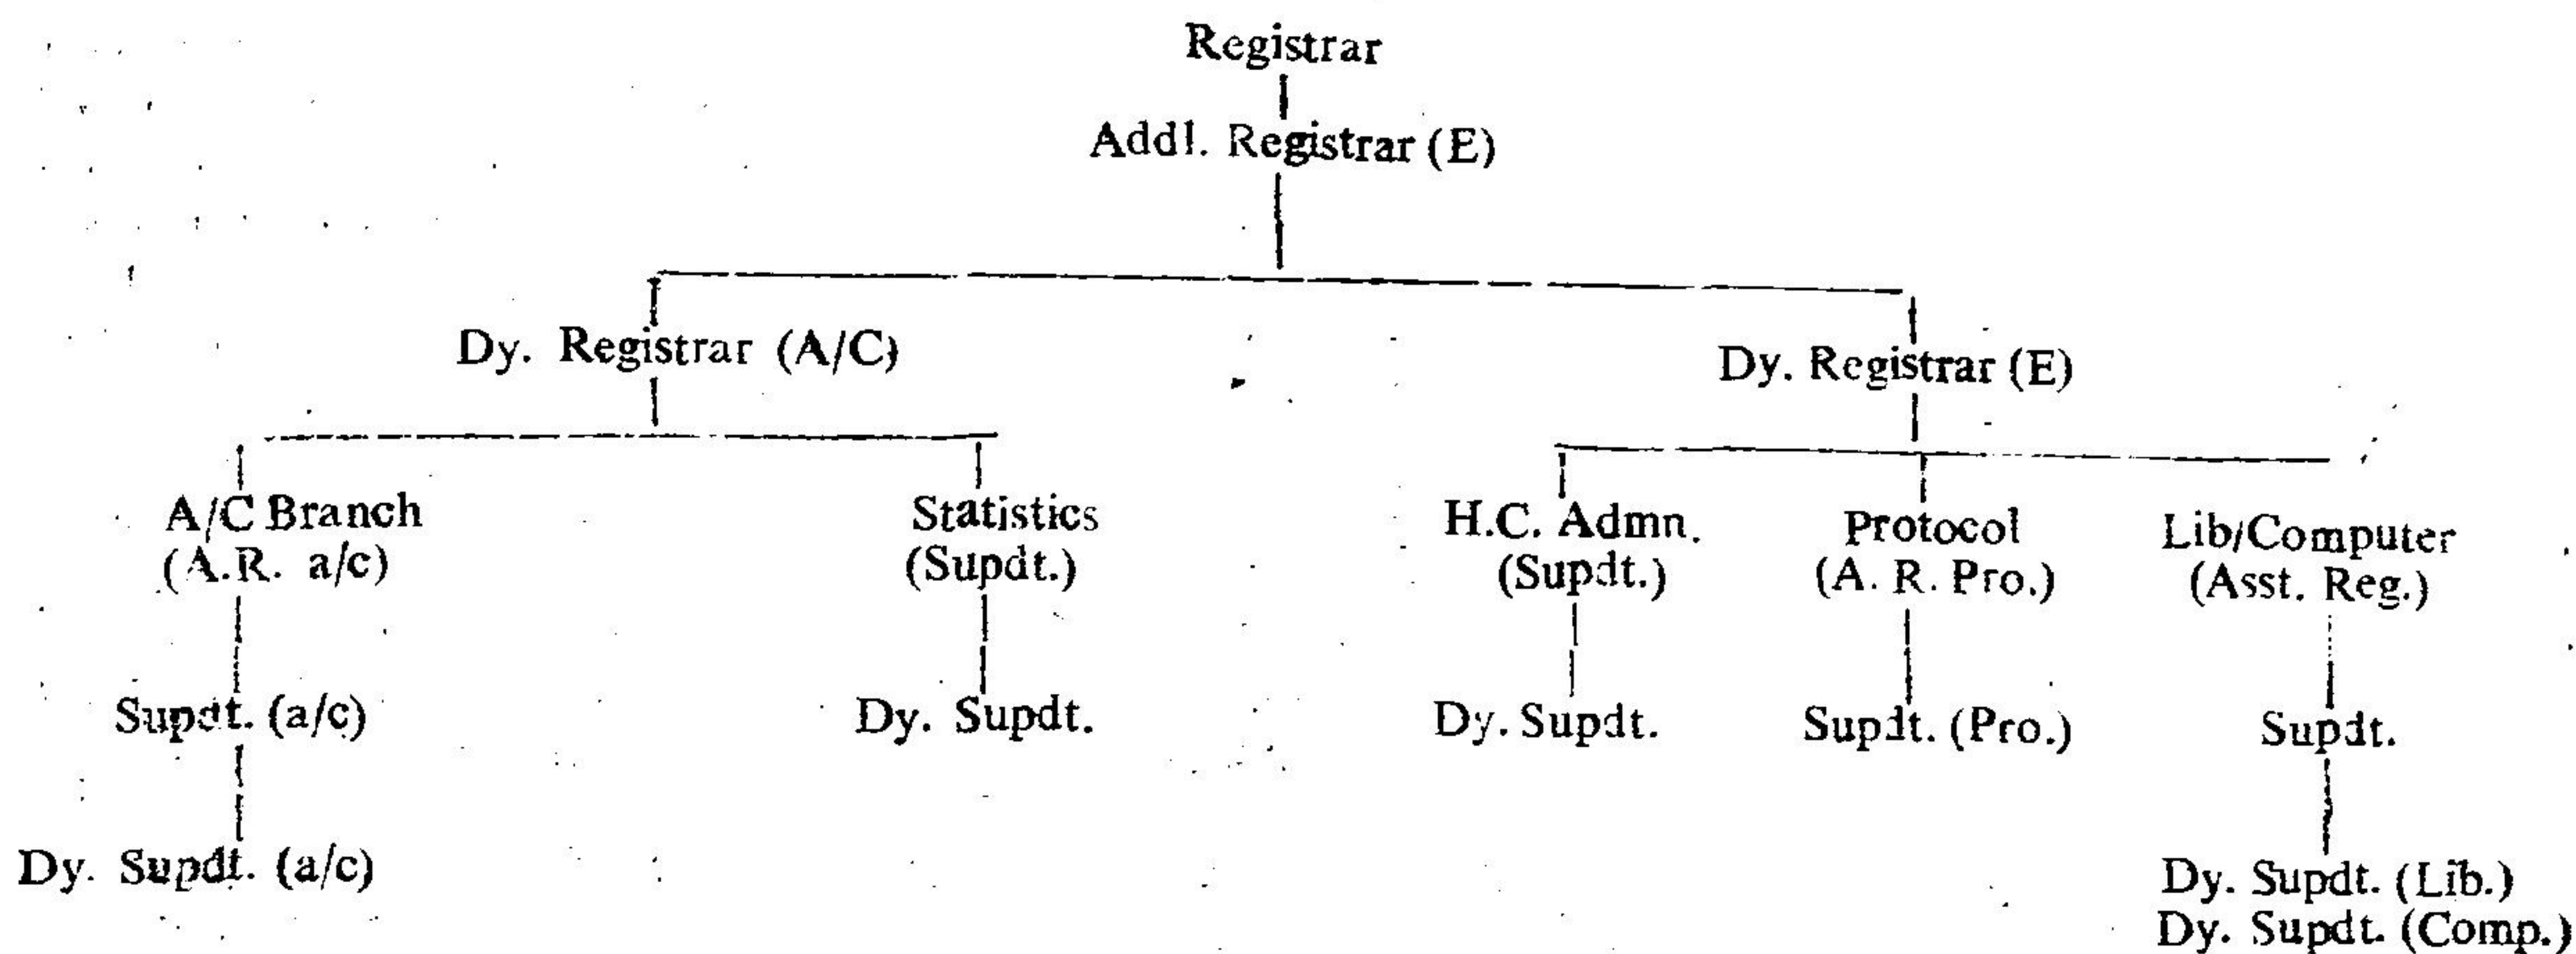 Registrar
Addl. Registrar (E)
Dy. Registrar (A/C)
Dy. Registrar (E)
A/C Branch
(A.R. a/c)
Statistics
(Supdt.)
H.C. Admn.
(Supdt.)
Protocol
(A. R. Pro.)
Lib/Computer
(Asst. Reg.)
Supdt. (a/c)
Dy. Supdt.
Dy. Supdt.
Supdt. (Pro.)
Supdt.
Dy. Supdt. (a/c)
Dy. Supdt. (Lib.)
Dy. Supdt. (Comp.)